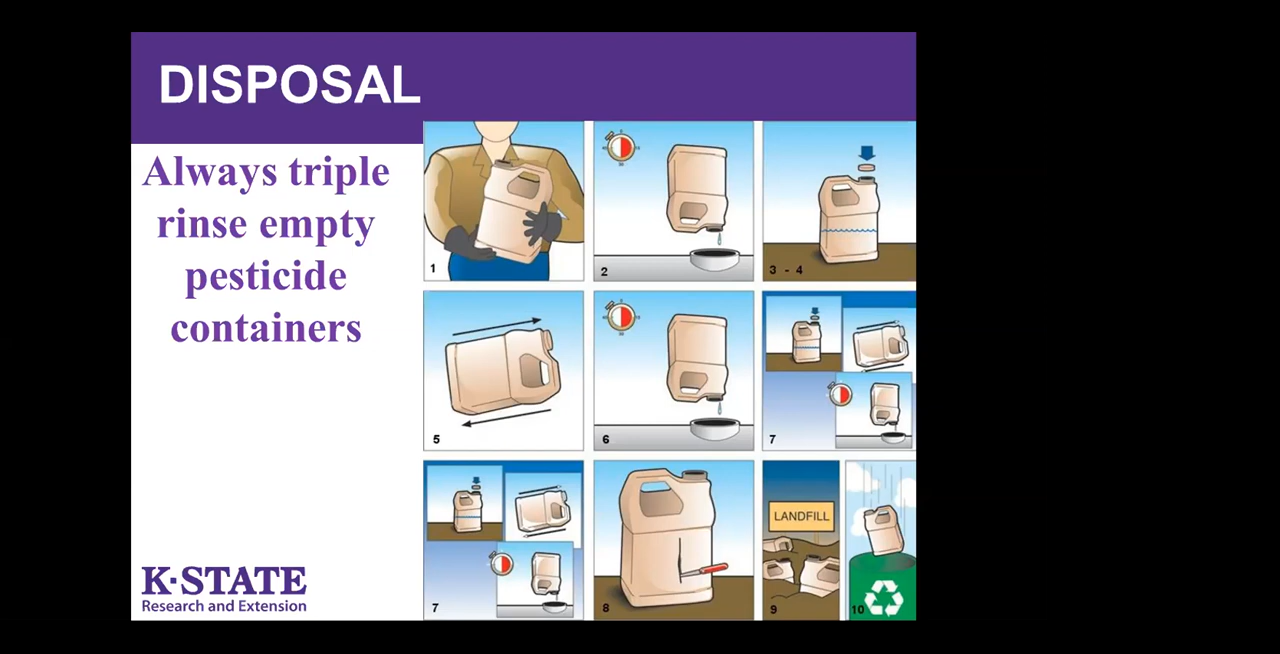 DISPOSAL
Always triple
rinse empty
pesticide
containers
1
2
3 - 4
5
6
7
7
8
LANDFILL
9
10
K·STATE
Research and Extension